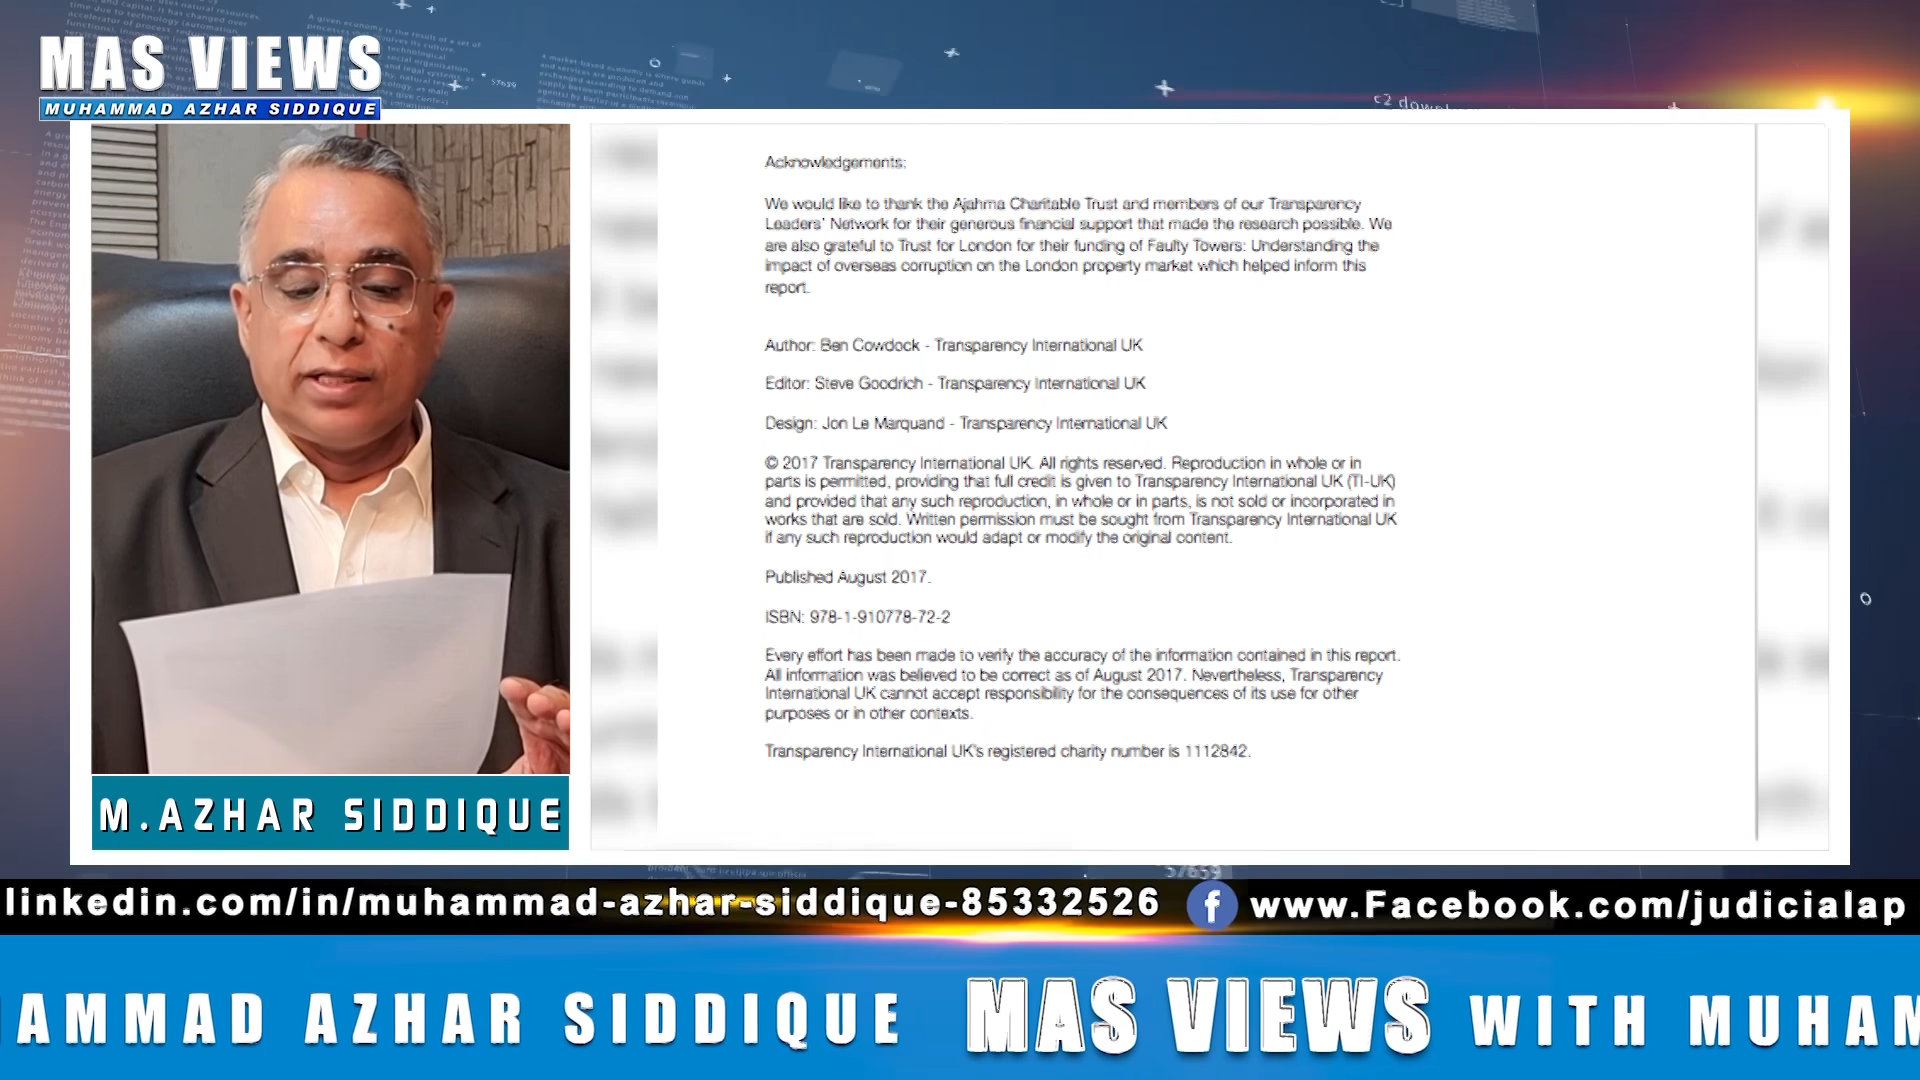 MAS VIEWS
MUHAMMAD AZHAR SIDDIQUE
c2 dow
Acknowledgements:
We would like to thank the Ajahma Charitable Trust and members of our Transparency
Leaders' Network for their generous financial support that made the research possible. We
are also grateful to Trust for London for their funding of Faulty Towers: Understanding the
impact of overseas corruption on the London property market which helped inform this
report.
Author: Ben Cowdock - Transparency International UK
Editor: Steve Goodrich - Transparency International UK
Design: Jon Le Marquand - Transparency International UK
© 2017 Transparency International UK. All rights reserved. Reproduction in whole or in
parts is permitted, providing that full credit is given to Transparency International UK (TI-UK)
and provided that any such reproduction, in whole or in parts, is not sold or incorporated in
works that are sold. Written permission must be sought from Transparency International UK
if any such reproduction would adapt or modify the original content.
Published August 2017.
ISBN: 978-1-910778-72-2
Every effort has been made to verify the accuracy of the information contained in this report.
All information was believed to be correct as of August 2017. Nevertheless, Transparency
International UK cannot accept responsibility for the consequences of its use for other
purposes or in other contexts.
Transparency International UK's registered charity number is 1112842.
M.AZHAR SIDDIQUE
57659
linkedin.com/in/muhammad-azhar-siddique-85332526 www.Facebook.com/judicialap
AMMAD AZHAR SIDDIQUE MAS VIEWS WITH MUHAM